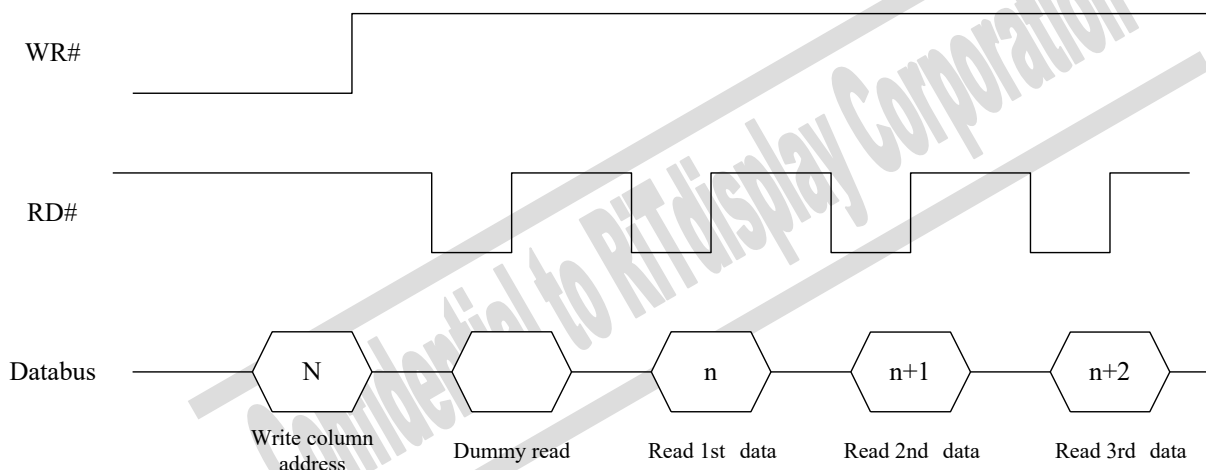 WR#
Confidential to RiTdisplay Corporation
RD#
Databus
N
n
n+1
n+2
Write column
address
Dummy read
Read 1st data
Read 2nd data
Read 3rd data